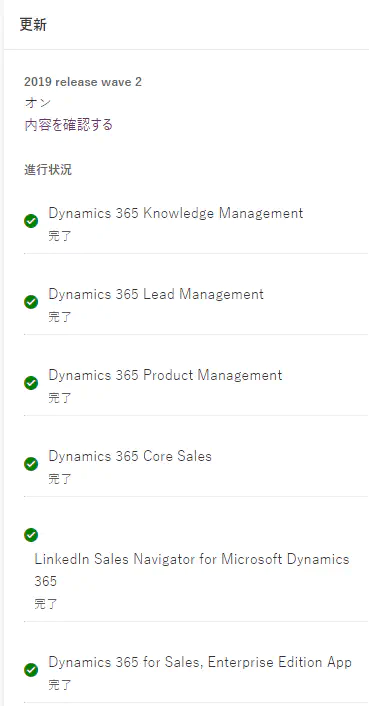 更新
2019 release wave 2
オン
内容を確認する
進行状況
Dynamics 365 Knowledge Management
完了
Dynamics 365 Lead Management
完了
Dynamics 365 Product Management
完了
Dynamics 365 Core Sales
完了
LinkedIn Sales Navigator for Microsoft Dynamics
365
完了
Dynamics 365 for Sales, Enterprise Edition App
完了